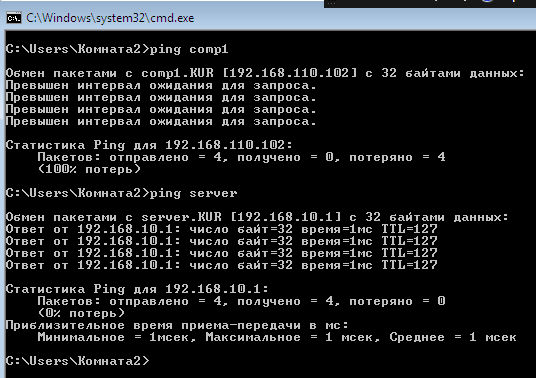 C:\Windows\system32\cmd.exe
C:\Users\Комната2>ping comp1
Обмен пакетами с comp1.KUR [192.168.110.102] с 32 байтами данных:
Превышен интервал ожидания для запроса.
Превышен интервал ожидания для запроса.
Превышен интервал ожидания для запроса.
Превышен интервал ожидания для запроса.
Статистика Ping для 192.168.110.102:
Пакетов: отправлено = 4, получено = 0, потеряно = 4
(100% потерь)
C:\Users\Комната2>ping server
Обмен пакетами с server.KUR [192.168.10.1] с 32 байтами данных:
Ответ от 192.168.10.1: число байт=32 время=1мс TTL=127
Ответ от 192.168.10.1: число байт=32 время=1мс TTL=127
Ответ от 192.168.10.1: число байт=32 время=1мс TTL=127
Ответ от 192.168.10.1: число байт=32 время=1мс TTL=127
Статистика Ping для 192.168.10.1:
Пакетов: отправлено = 4, получено = 4, потеряно = 0
(0% потерь)
Приблизительное время приема-передачи в мс:
Минимальное = 1мсек, Максимальное = 1 мсек, Среднее = 1 мсек
C:\Users\Комната2>